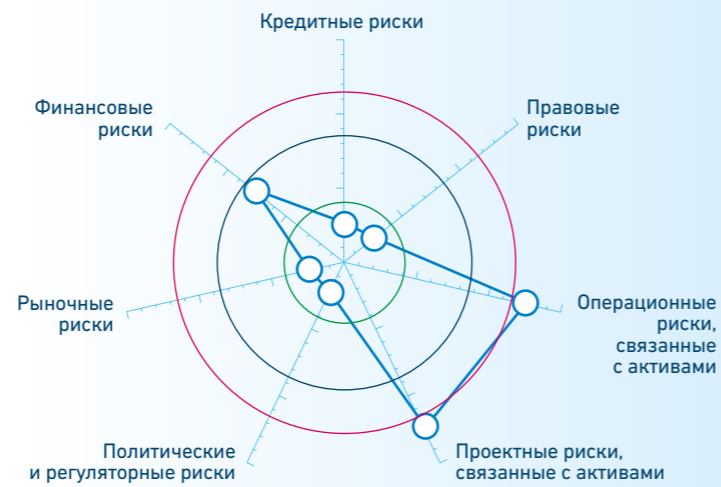 Кредитные риски
Правовые
риски
Операционные
риски,
связанные
с активами
Проектные риски,
связанные с активами
Политические
и регуляторные риски
Рыночные
риски
Финансовые
риски